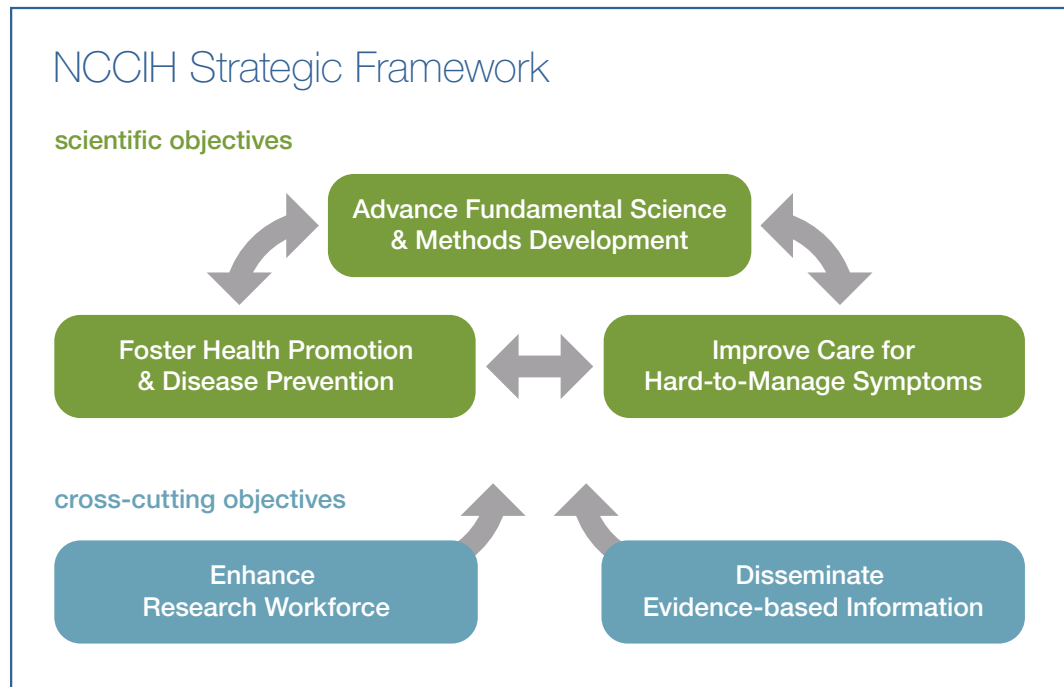 NCCIH Strategic Framework
scientific objectives
Advance Fundamental Science
& Methods Development
Foster Health Promotion
& Disease Prevention
Improve Care for
Hard-to-Manage Symptoms
cross-cutting objectives
Enhance
Research Workforce
Disseminate
Evidence-based Information